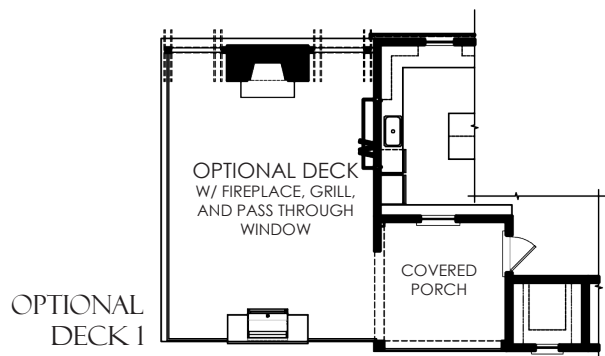 OPTIONAL DECK
W/ FIREPLACE, GRILL,
AND PASS THROUGH
WINDOW
COVERED
PORCH
OPTIONAL
DECK 1